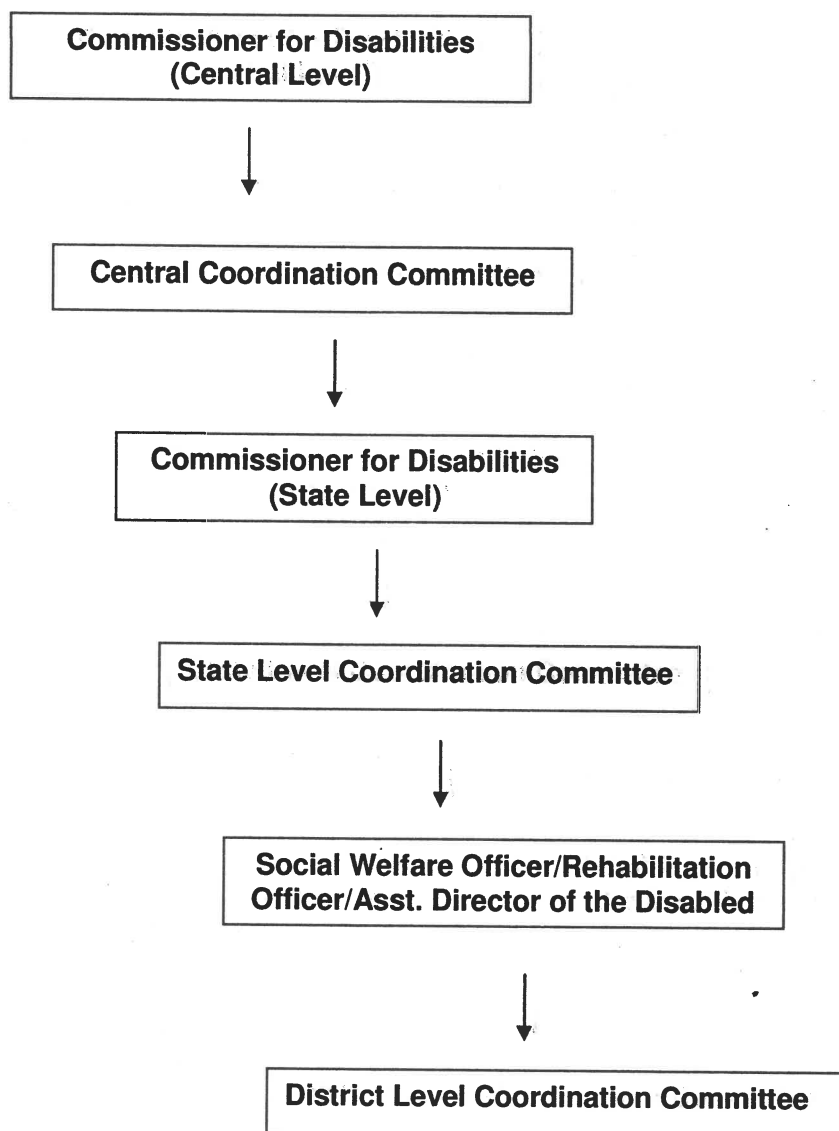 Commissioner for Disabilities
(Central Level)
Central Coordination Committee
Commissioner for Disabilities
(State Level)
State Level Coordination Committee
Social Welfare Officer/Rehabilitation
Officer/Asst. Director of the Disabled
District Level Coordination Committee